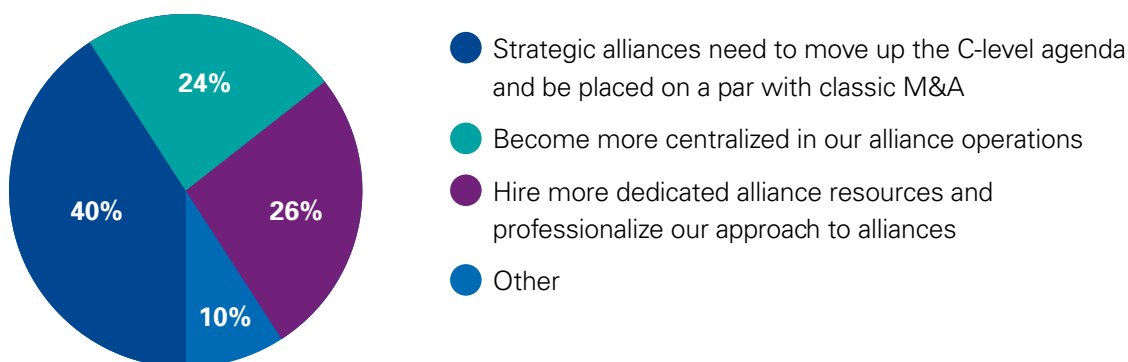 24%
40%
26%
10%
Strategic alliances need to move up the C-level agenda
and be placed on a par with classic M&A
Become more centralized in our alliance operations
Hire more dedicated alliance resources and
professionalize our approach to alliances
Other